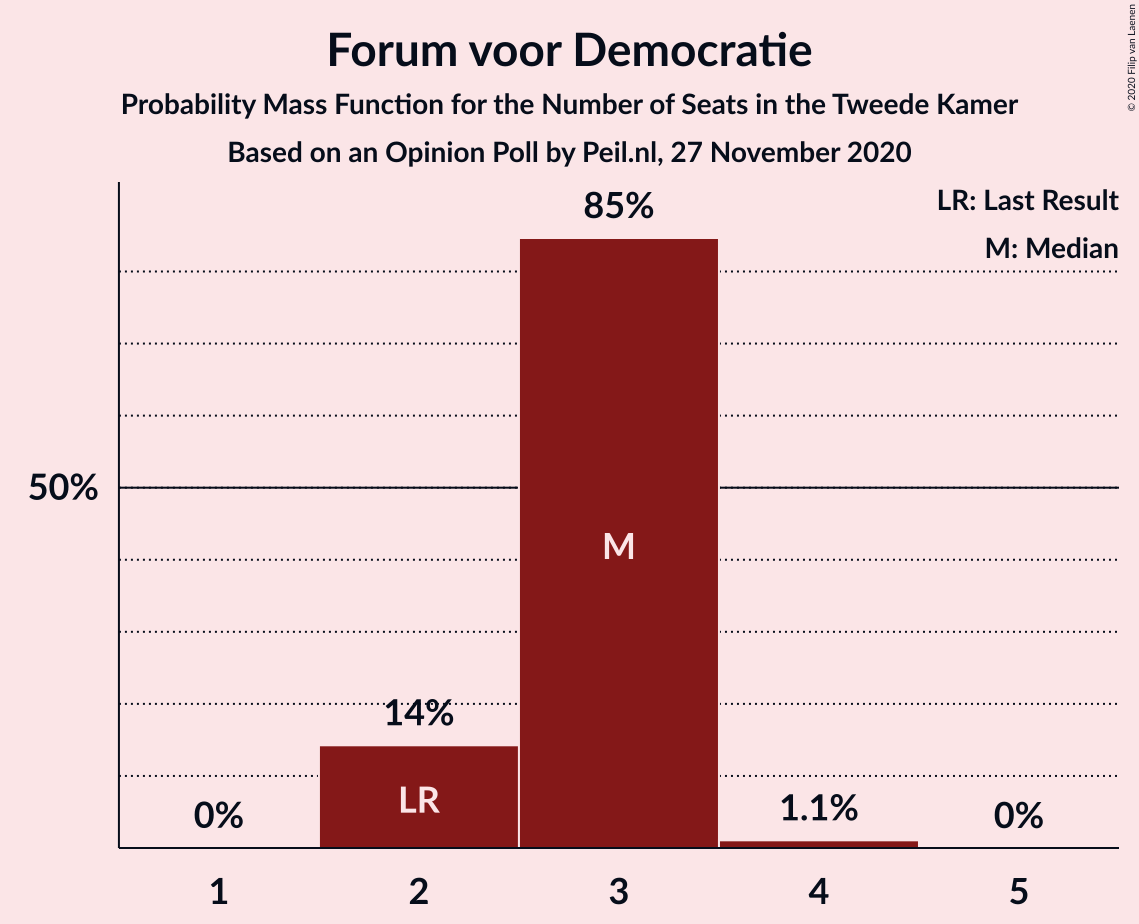 Forum voor Democratie
Probability Mass Function for the Number of Seats in the Tweede Kamer
Based on an Opinion Poll by Peil.nl, 27 November 2020
© 2020 Filip van Laenen
LR: Last Result
M: Median
85%
50%
M
14%
LR
0%
1.1%
0%
1 2 3 4 5